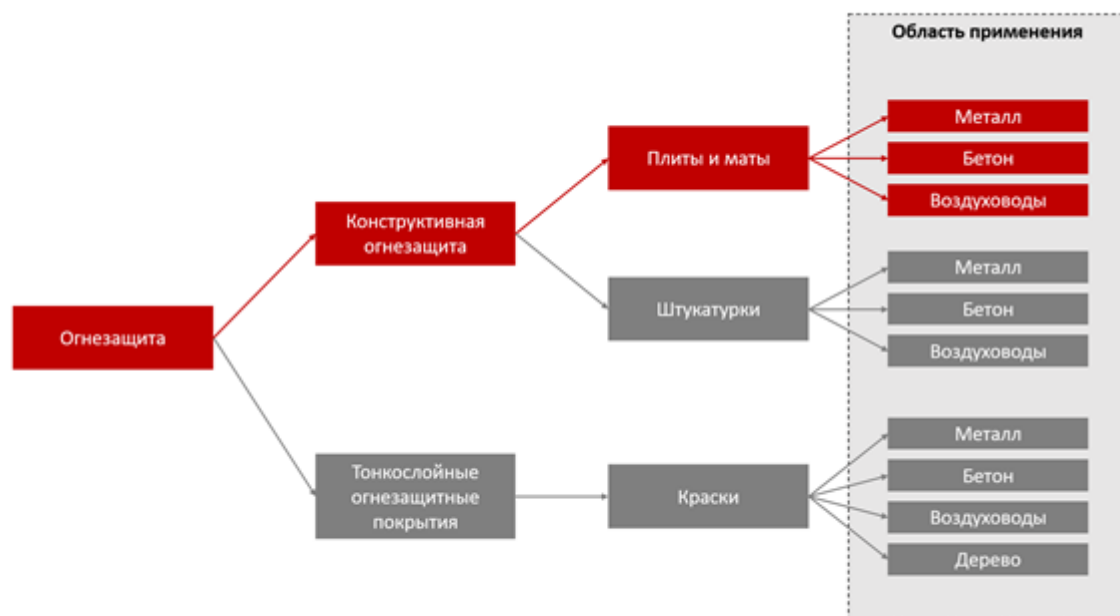 Область применения
Металл
Плиты и маты
Бетон
Воздуховоды
Конструктивная
огнезащита
Металл
Штукатурки
Бетон
Воздуховоды
Огнезащита
Металл
Тонкослойные
огнезащитные
покрытия
Краски
Бетон
Воздуховоды
Дерево